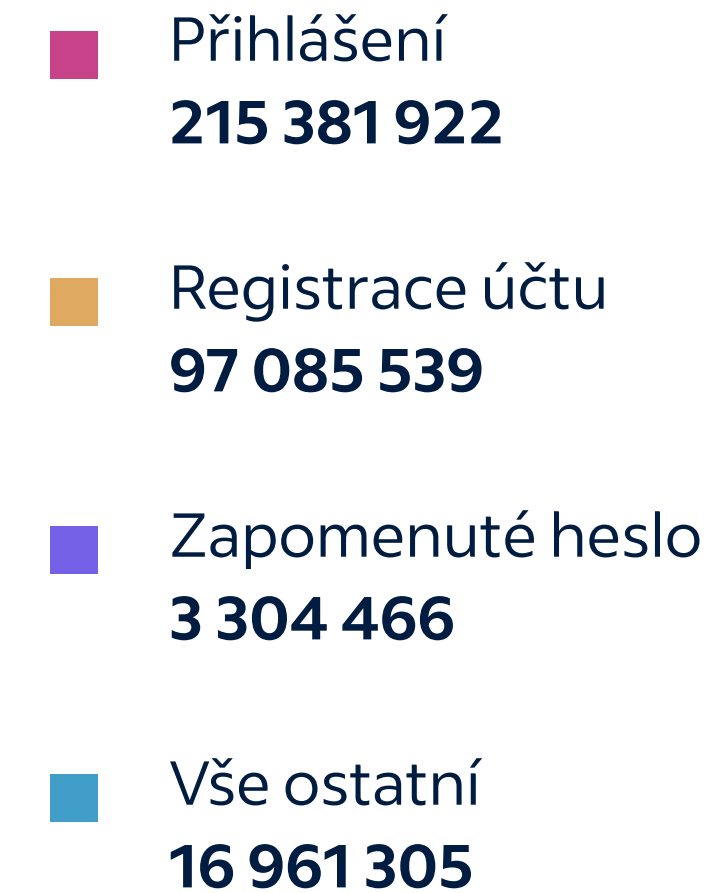 Přihlášení
215 381 922
Registrace účtu
97 085 539
Zapomenuté heslo
3 304 466
Vše ostatní
16 961 305